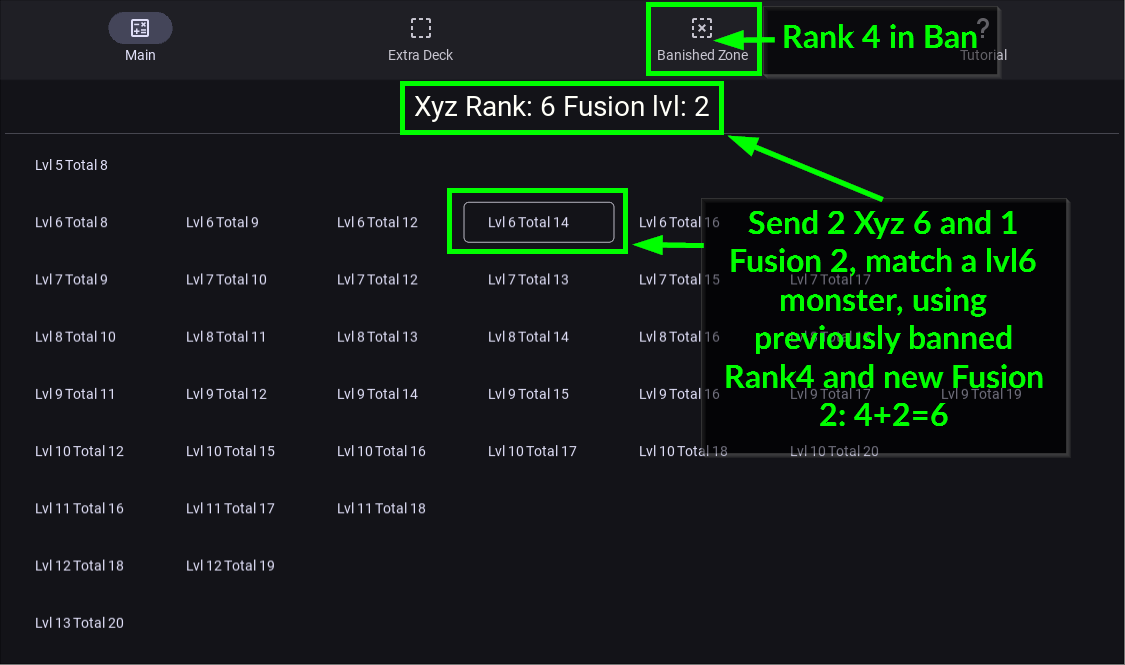 Main
Extra Deck
Banished Zone
Tutorial
?
Rank 4 in Ban
Xyz Rank: 6 Fusion lvl: 2
Lvl 5 Total 8
Lvl 6 Total 8 Lvl 6 Total 9 Lvl 6 Total 12 Lvl 6 Total 14 Lvl 6 Total 16
Lvl 7 Total 9 Lvl 7 Total 10 Lvl 7 Total 12 Lvl 7 Total 13 Lvl 7 Total 15 Lvl 7 Total 17
Lvl 8 Total 10 Lvl 8 Total 11 Lvl 8 Total 13 Lvl 8 Total 14 Lvl 8 Total 16
Lvl 9 Total 11 Lvl 9 Total 12 Lvl 9 Total 14 Lvl 9 Total 15 Lvl 9 Total 16 Lvl 9 Total 17 Lvl 9 Total 19
Lvl 10 Total 12 Lvl 10 Total 15 Lvl 10 Total 16 Lvl 10 Total 17 Lvl 10 Total 18 Lvl 10 Total 20
Lvl 11 Total 16 Lvl 11 Total 17 Lvl 11 Total 18
Lvl 12 Total 18 Lvl 12 Total 19
Lvl 13 Total 20
Send 2 Xyz 6 and 1
Fusion 2, match a lvl6
monster, using
previously banned
Rank4 and new Fusion
2: 4+2=6